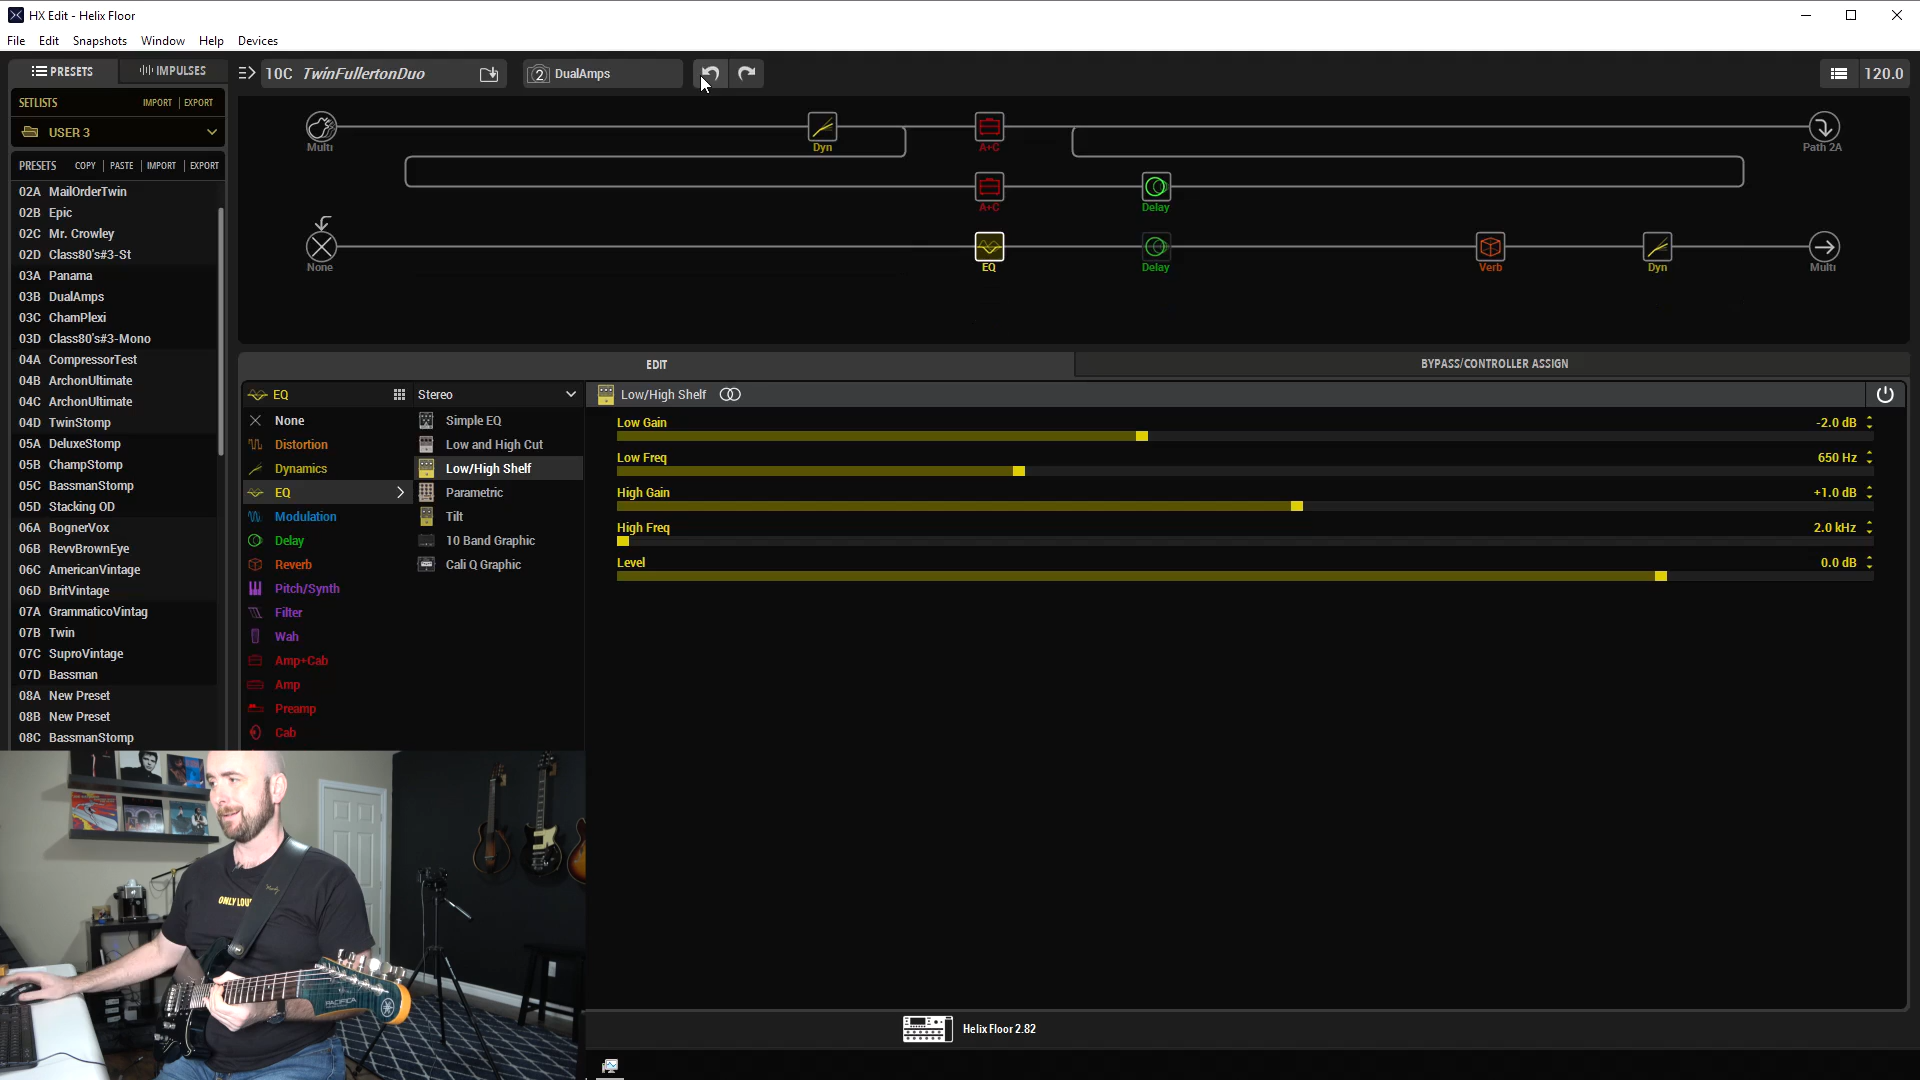 HX Edit - Helix Floor
File Edit Snapshots Window Help Devices
PRESETS IMPULSES
10C TwinFullertonDuo
2 DualAmps
120.0
SETLISTS IMPORT | EXPORT
USER 3
PRESETS COPY | PASTE IMPORT | EXPORT
02A MailOrderTwin
02B Epic
02C Mr. Crowley
02D Class80's#3-St
03A Panama
03B DualAmps
03C ChamPlexi
03D Class80's#3-Mono
04A CompressorTest
04B ArchonUltimate
04C ArchonUltimate
04D TwinStomp
05A DeluxeStomp
05B ChampStomp
05C BassmanStomp
05D Stacking OD
06A BognerVox
06B RevvBrownEye
06C AmericanVintage
06D BritVintage
07A GrammaticoVintag
07B Twin
07C SuproVintage
07D Bassman
08A New Preset
08B New Preset
08C BassmanStomp
Multi
Dyn
A+C
Path 2A
A+C
Delay
None
EQ
Delay
Verb
Dyn
Multi
EDIT
BYPASS/CONTROLLER ASSIGN
EQ
None
Distortion
Dynamics
EQ
Modulation
Delay
Reverb
Pitch/Synth
Filter
Wah
Amp+Cab
Amp
Preamp
Cab
Stereo
Simple EQ
Low and High Cut
Low/High Shelf
Parametric
Tilt
10 Band Graphic
Cali Q Graphic
Low/High Shelf
Low Gain -2.0 dB
Low Freq 650 Hz
High Gain +1.0 dB
High Freq 2.0 kHz
Level 0.0 dB
ONLY LOU
PACIFICA
Helix Floor 2.82